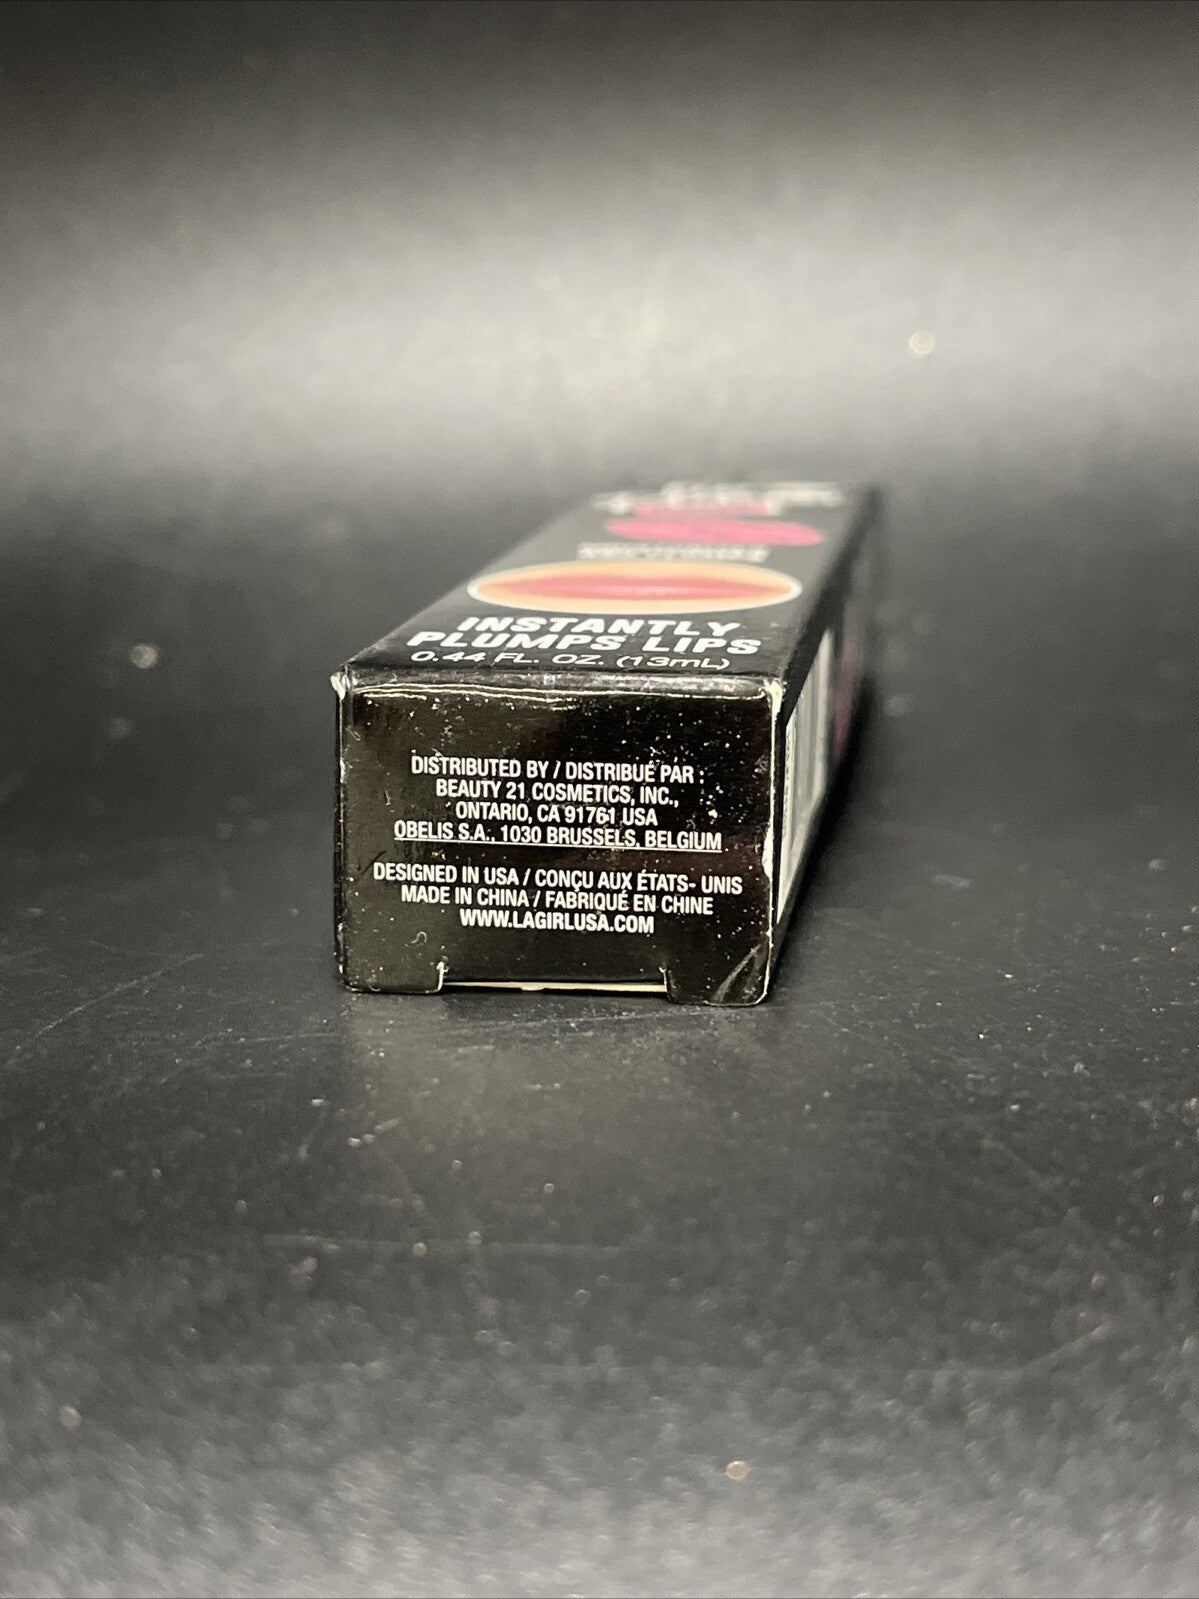 INSTANTLY
PLUMPS LIPS
0.44 FL. OZ. (13mL)
DISTRIBUTED BY / DISTRIBUÉ PAR :
BEAUTY 21 COSMETICS, INC.,
ONTARIO, CA 91761 USA
OBELIS S.A., 1030 BRUSSELS, BELGIUM
DESIGNED IN USA / CONÇU AUX ÉTATS- UNIS
MADE IN CHINA / FABRIQUÉ EN CHINE
WWW.LAGIRLUSA.COM